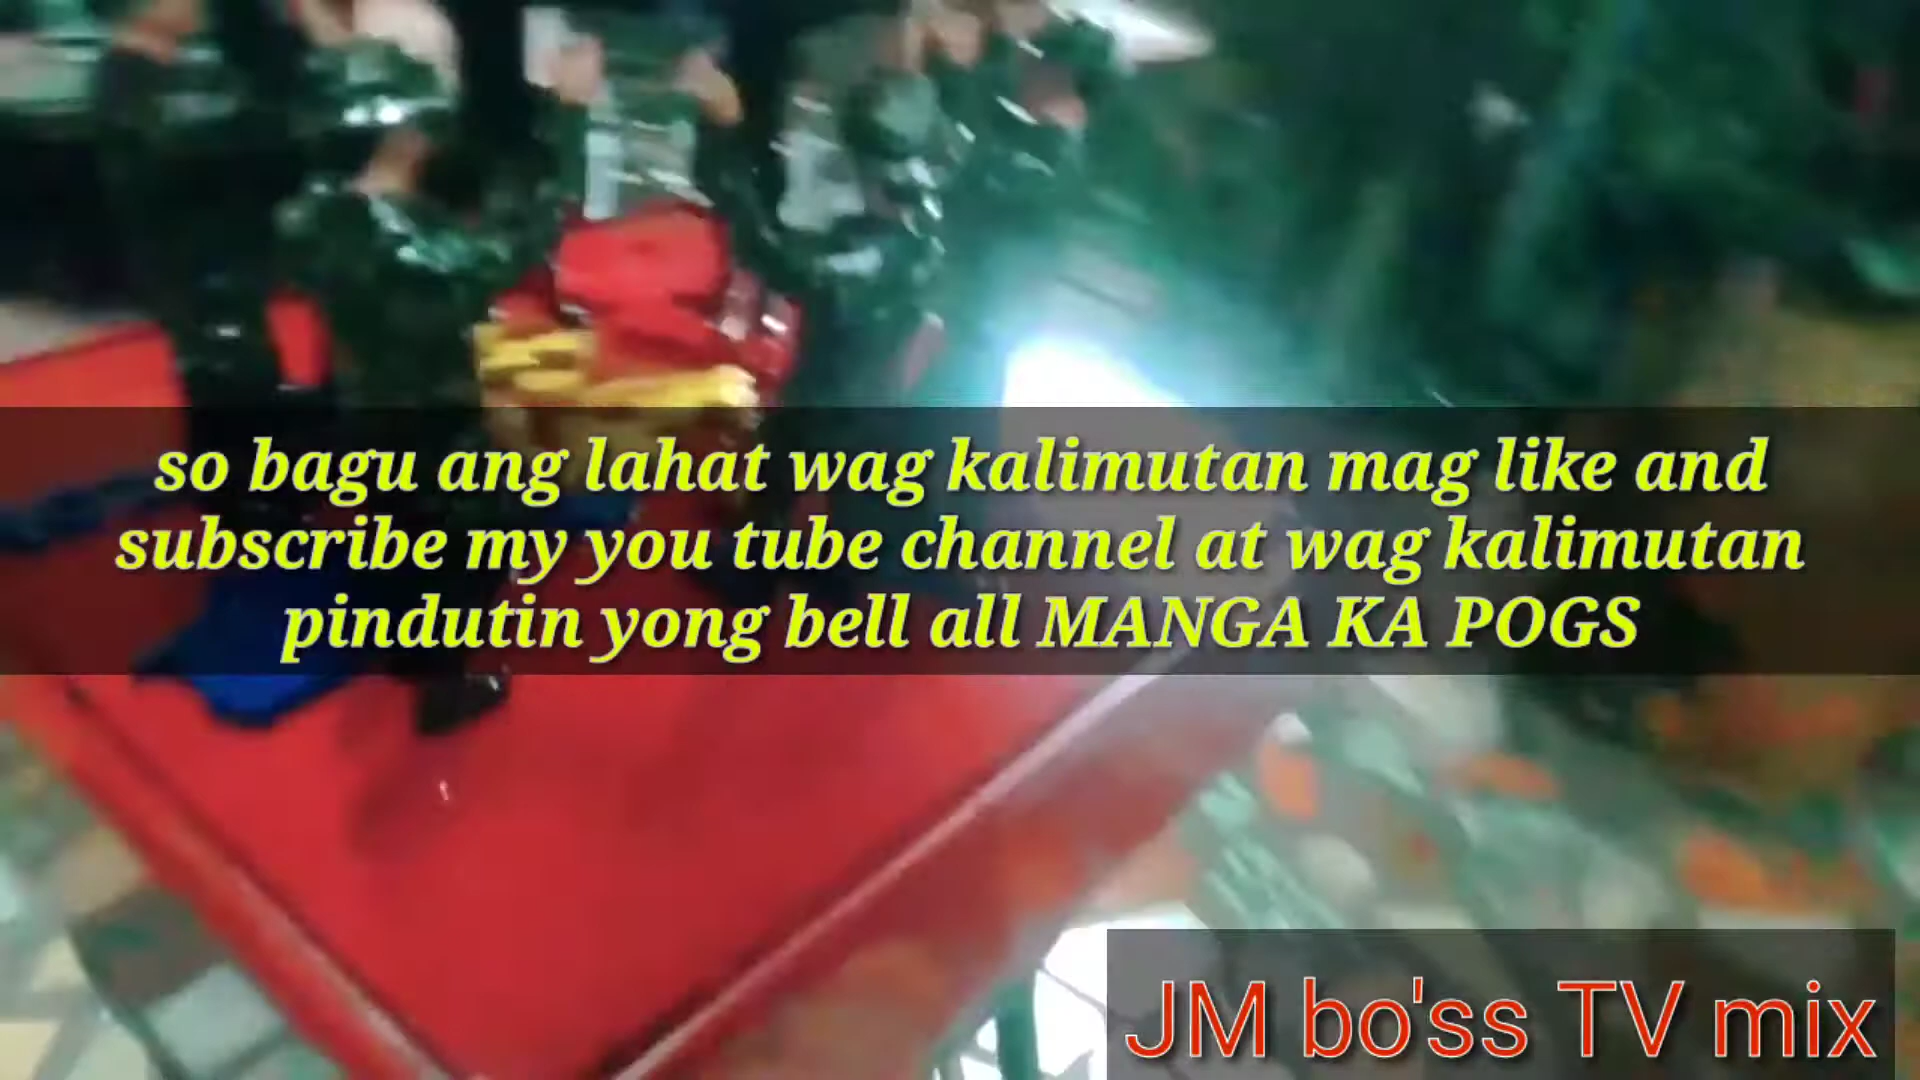 so bagu ang lahat wag kalimutan mag like and
subscribe my you tube channel at wag kalimutan
pindutin yong bell all MANGA KA POGS
JM bo'ss TV mix